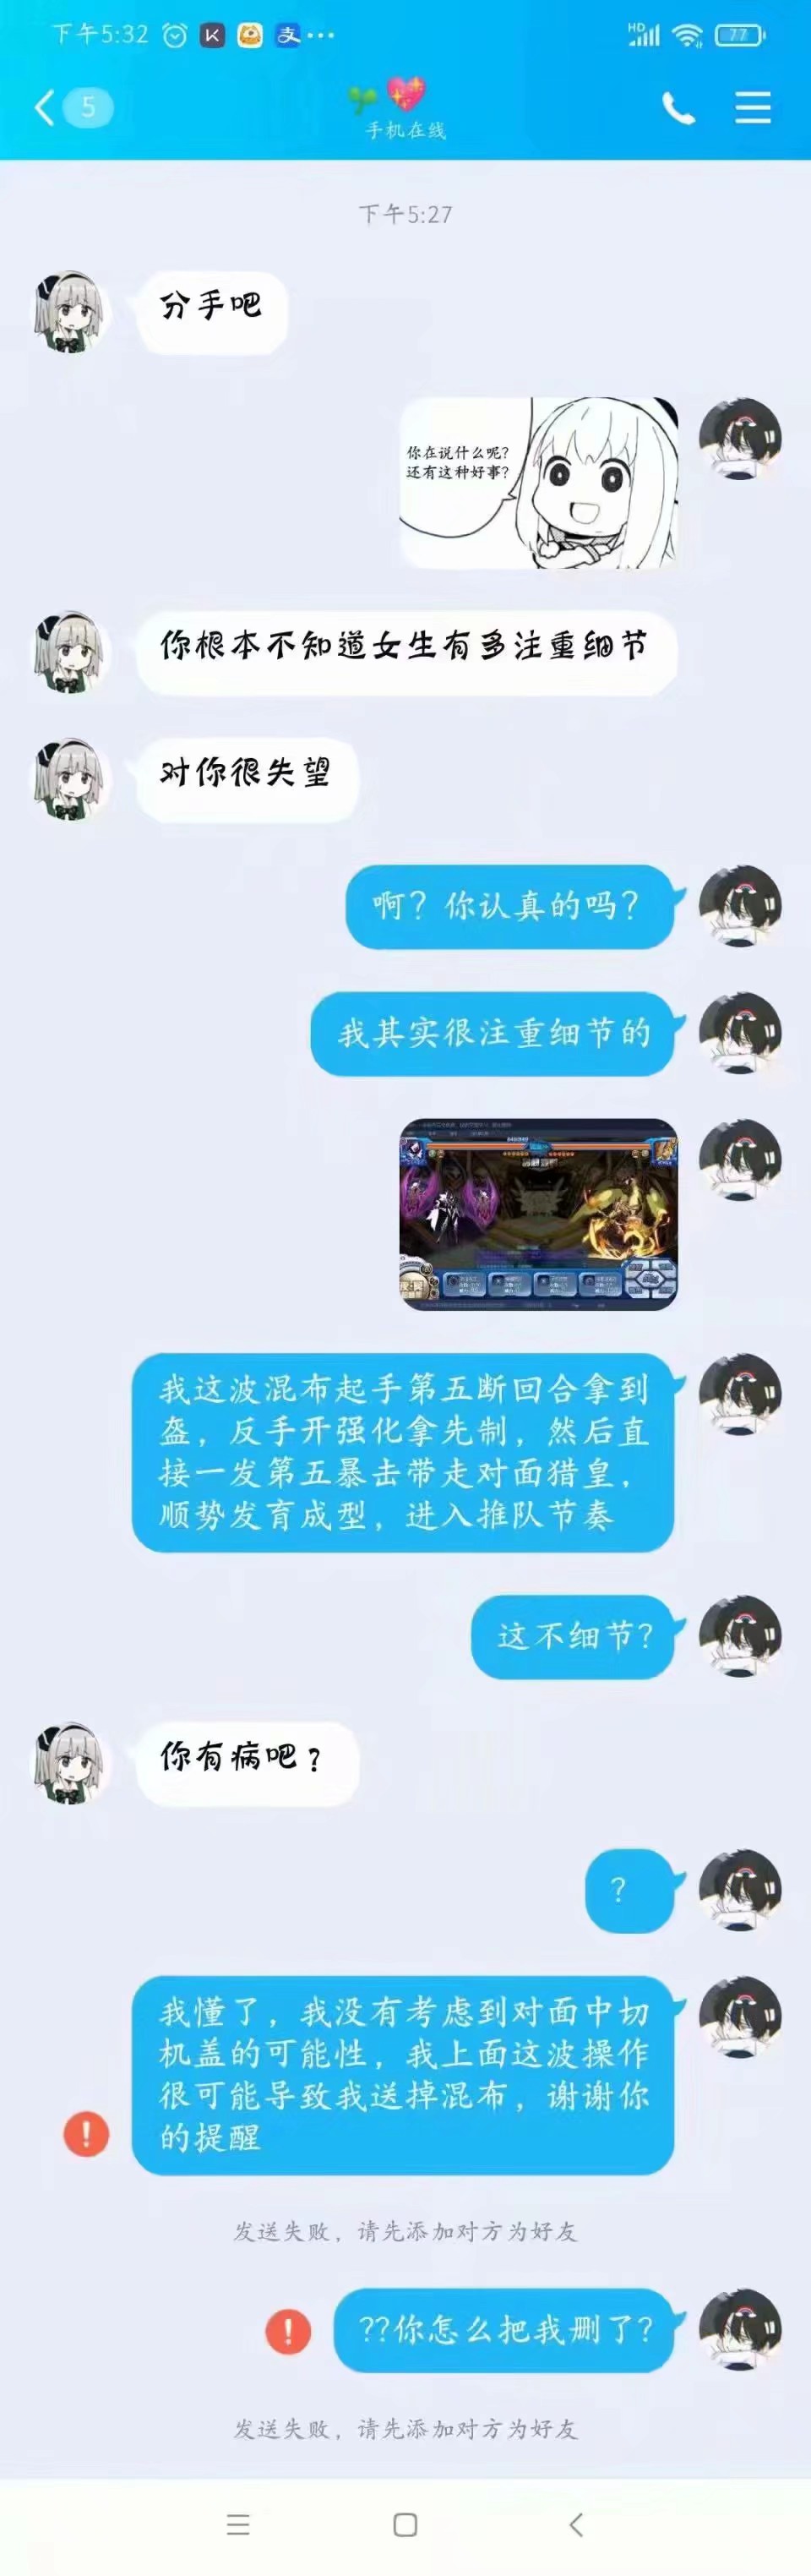 下午5:32
HD
77
5
手机在线
下午5:27
分手吧
你在说什么呢？
还有这种好事？
你根本不知道女生有多注重细节
对你很失望
啊？你认真的吗？
我其实很注重细节的
我这波混布起手第五断回合拿到
盔，反手开强化拿先制，然后直
接一发第五暴击带走对面猎皇，
顺势发育成型，进入推队节奏
这不细节？
你有病吧？
？
我懂了，我没有考虑到对面中切
机盖的可能性，我上面这波操作
很可能导致我送掉混布，谢谢你
的提醒
发送失败，请先添加对方为好友
??你怎么把我删了？
发送失败，请先添加对方为好友